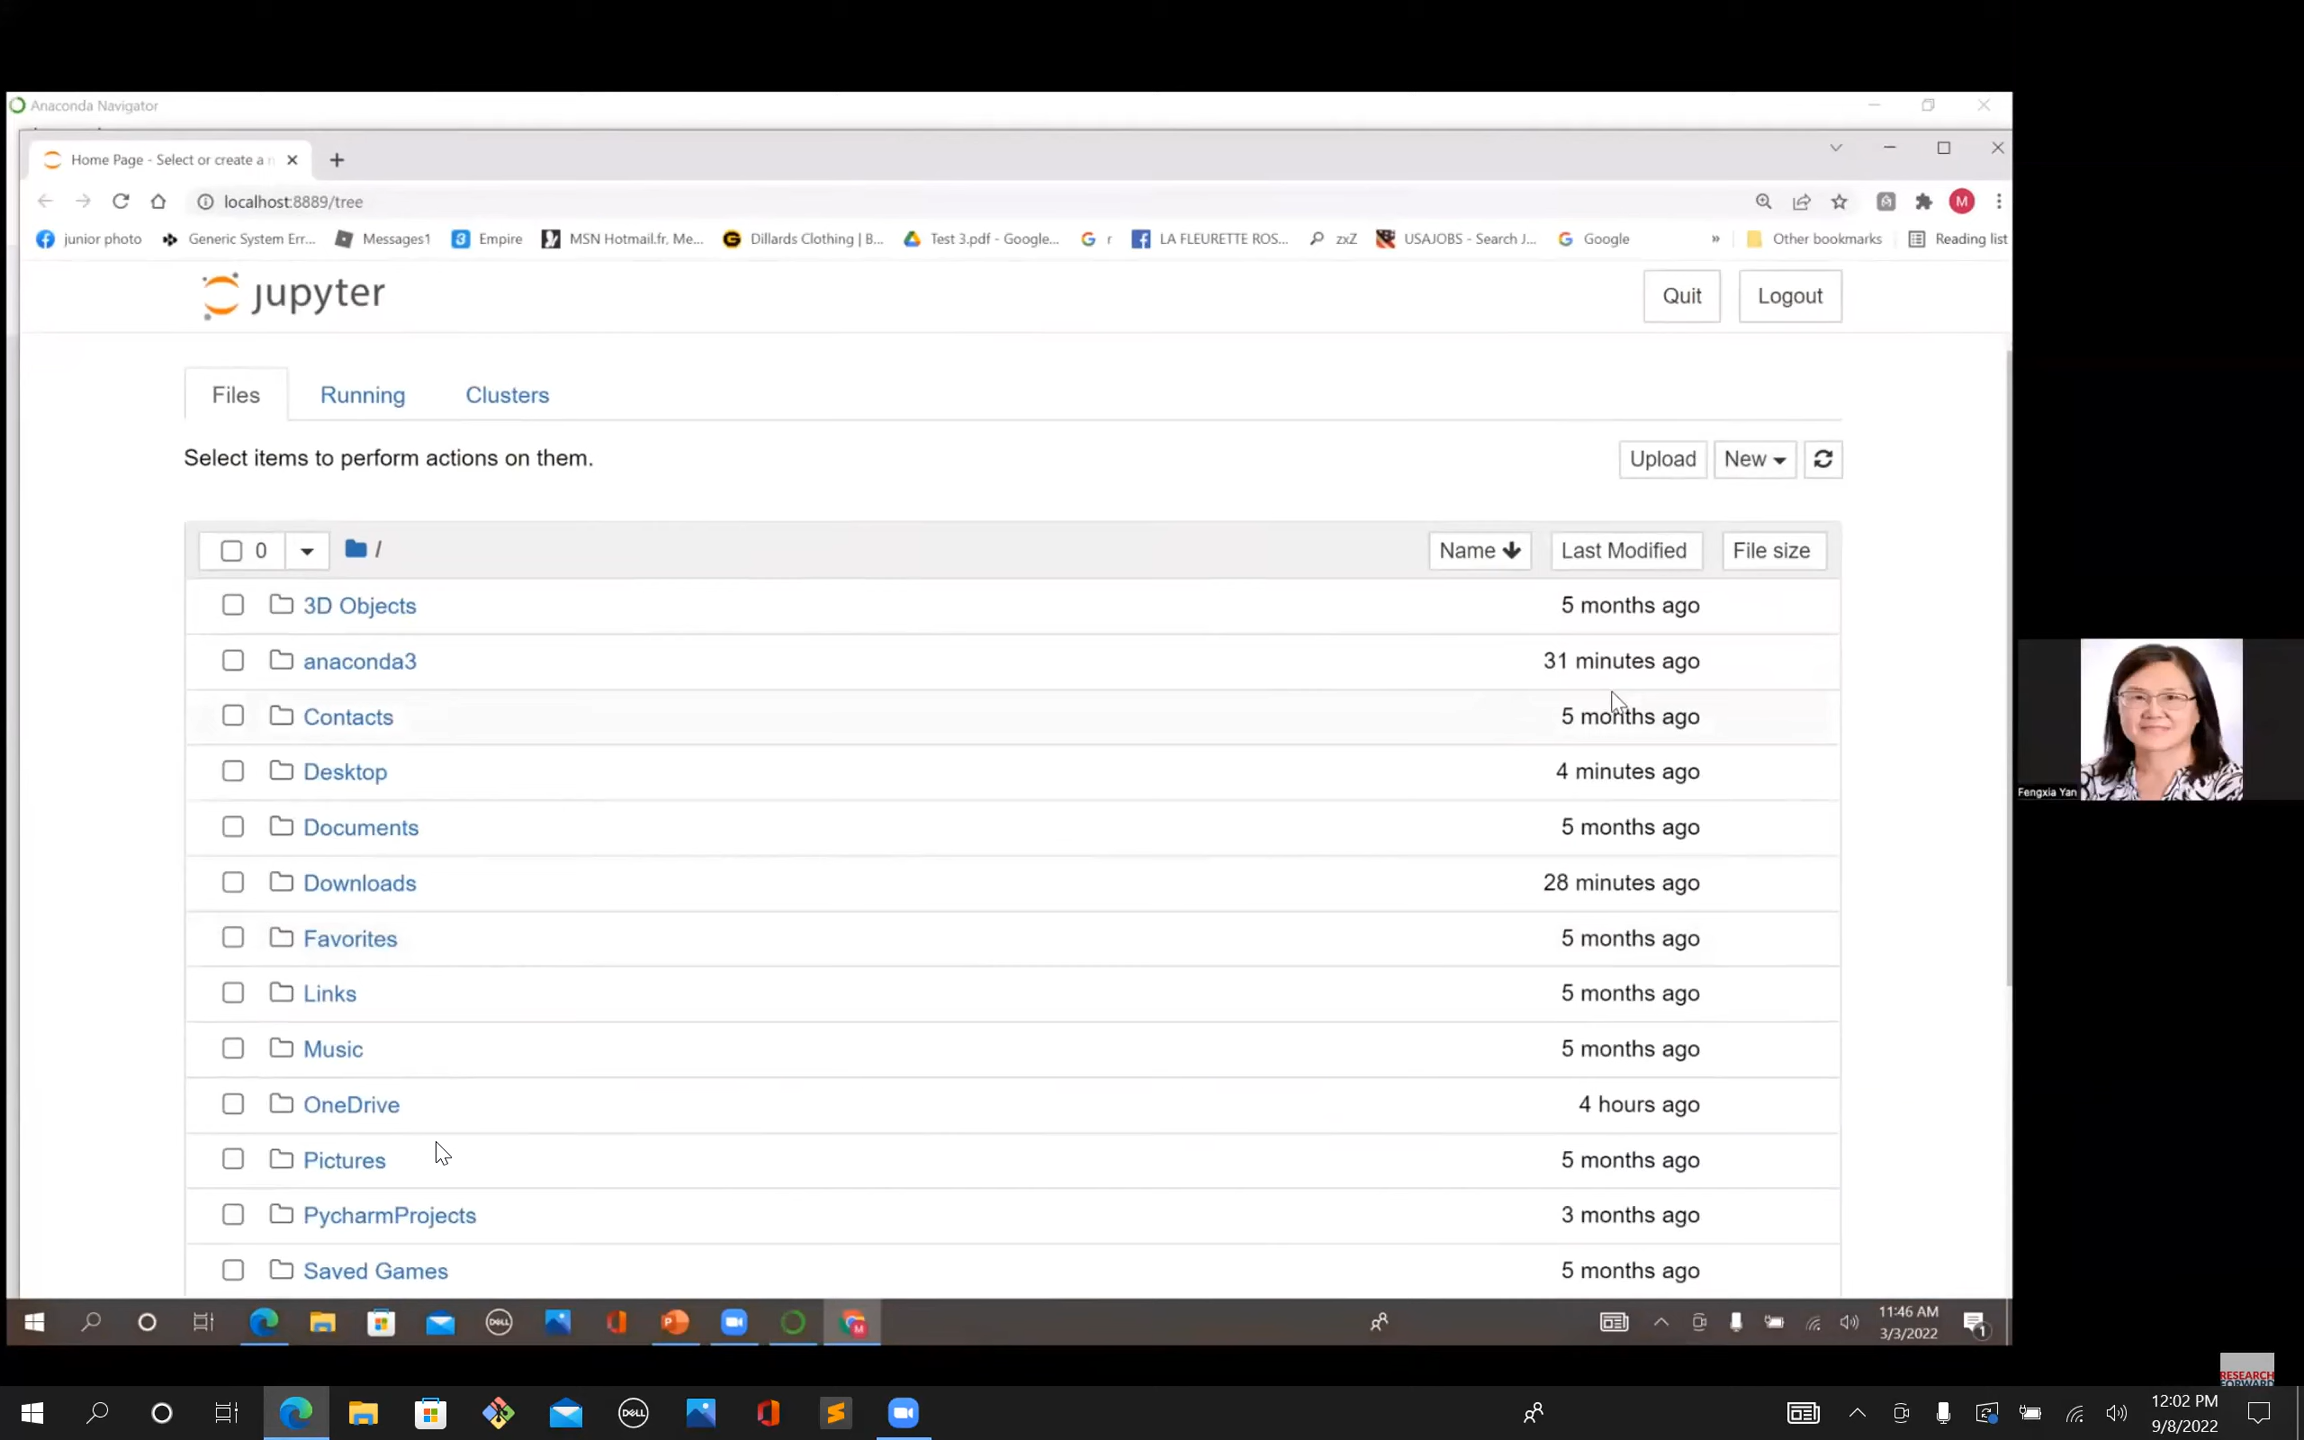 Anaconda Navigator
Home Page - Select or create a n
localhost:8889/tree
M
junior photo
Generic System Err...
Messages1
Empire
MSN Hotmail.fr, Me...
Dillards Clothing | B...
Test 3.pdf - Google...
r
LA FLEURETTE ROS...
zxZ
USAJOBS - Search J...
Google
»
Other bookmarks
Reading list
jupyter
Quit
Logout
Files
Running
Clusters
Select items to perform actions on them.
Upload
New
0
/
Name
Last Modified
File size
3D Objects
5 months ago
anaconda3
31 minutes ago
Contacts
5 months ago
Desktop
4 minutes ago
Documents
5 months ago
Downloads
28 minutes ago
Favorites
5 months ago
Links
5 months ago
Music
5 months ago
OneDrive
4 hours ago
Pictures
5 months ago
PycharmProjects
3 months ago
Saved Games
5 months ago
Fengxia Yan
11:46 AM
3/3/2022
1
RESEARCH
FORWARD
12:02 PM
9/8/2022